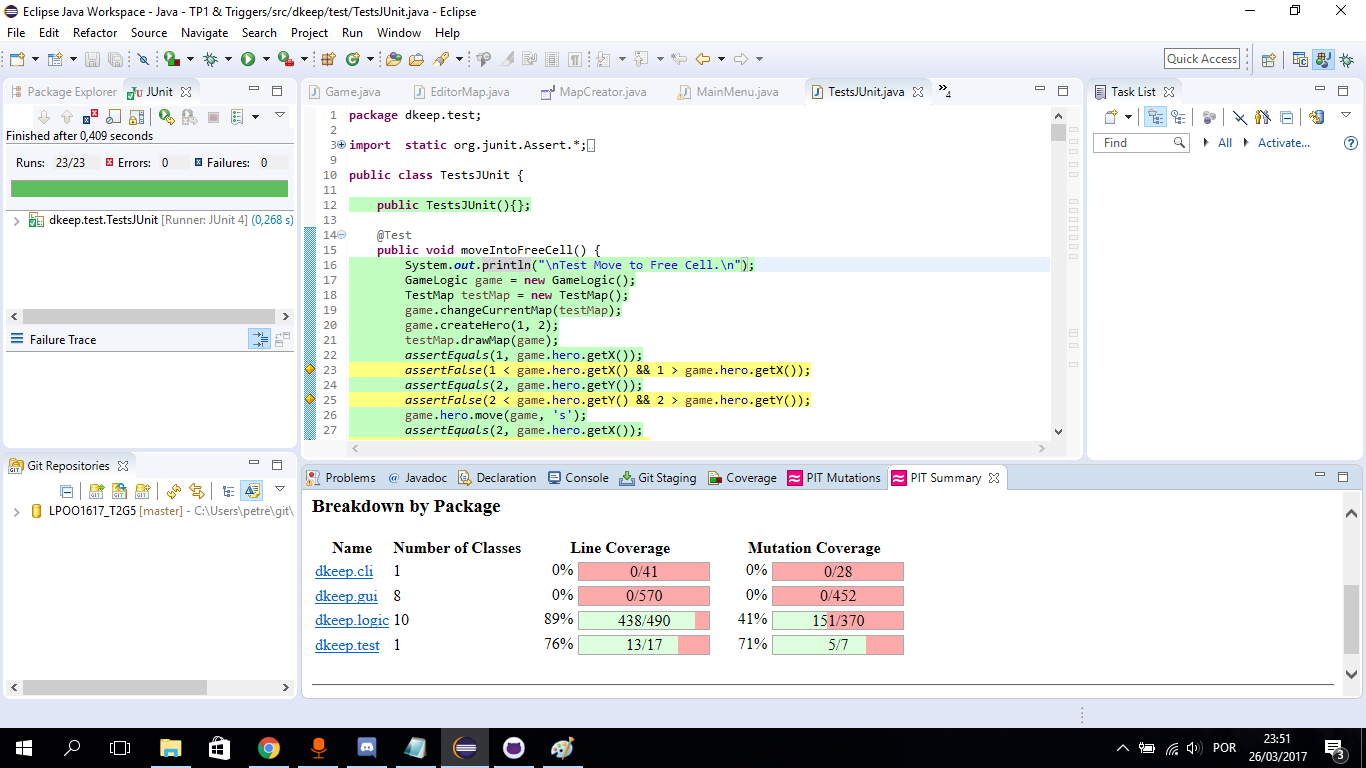 Eclipse Java Workspace - Java - TP1 & Triggers/src/dkeep/test/TestsJUnit.java - Eclipse
File Edit Refactor Source Navigate Search Project Run Window Help
Quick Access
Package Explorer JUnit
Finished after 0,409 seconds
Runs: 23/23 Errors: 0 Failures: 0
dkeep.test.TestsJUnit [Runner: JUnit 4] (0,268 s)
Failure Trace
Git Repositories
LPOO1617_T2G5 [master] - C:\Users\petre\git\
Game.java EditorMap.java MapCreator.java MainMenu.java TestsJUnit.java »4
1 package dkeep.test;
2
3 import static org.junit.Assert.*;
9
10 public class TestsJUnit {
11
12 public TestsJUnit(){};
13
14 @Test
15 public void moveIntoFreeCell() {
16 System.out.println("\nTest Move to Free Cell.\n");
17 GameLogic game = new GameLogic();
18 TestMap testMap = new TestMap();
19 game.changeCurrentMap(testMap);
20 game.createHero(1, 2);
21 testMap.drawMap(game);
22 assertEquals(1, game.hero.getX());
23 assertFalse(1 < game.hero.getX() && 1 > game.hero.getX());
24 assertEquals(2, game.hero.getY());
25 assertFalse(2 < game.hero.getY() && 2 > game.hero.getY());
26 game.hero.move(game, 's');
27 assertEquals(2, game.hero.getX());
Task List
Find All Activate...
Problems Javadoc Declaration Console Git Staging Coverage PIT Mutations PIT Summary
Breakdown by Package
Name Number of Classes Line Coverage Mutation Coverage
dkeep.cli 1 0% 0/41 0% 0/28
dkeep.gui 8 0% 0/570 0% 0/452
dkeep.logic 10 89% 438/490 41% 151/370
dkeep.test 1 76% 13/17 71% 5/7
POR
23:51
26/03/2017
3